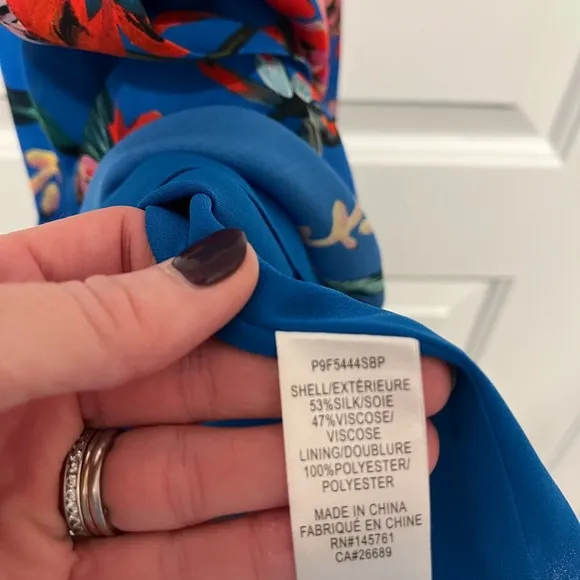 P9F5444SBP
SHELL/EXTÉRIEURE
53%SILK/SOIE
47%VISCOSE/
VISCOSE
LINING/DOUBLURE
100%POLYESTER/
POLYESTER
MADE IN CHINA
FABRIQUÉ EN CHINE
RN#145761
CA#26689